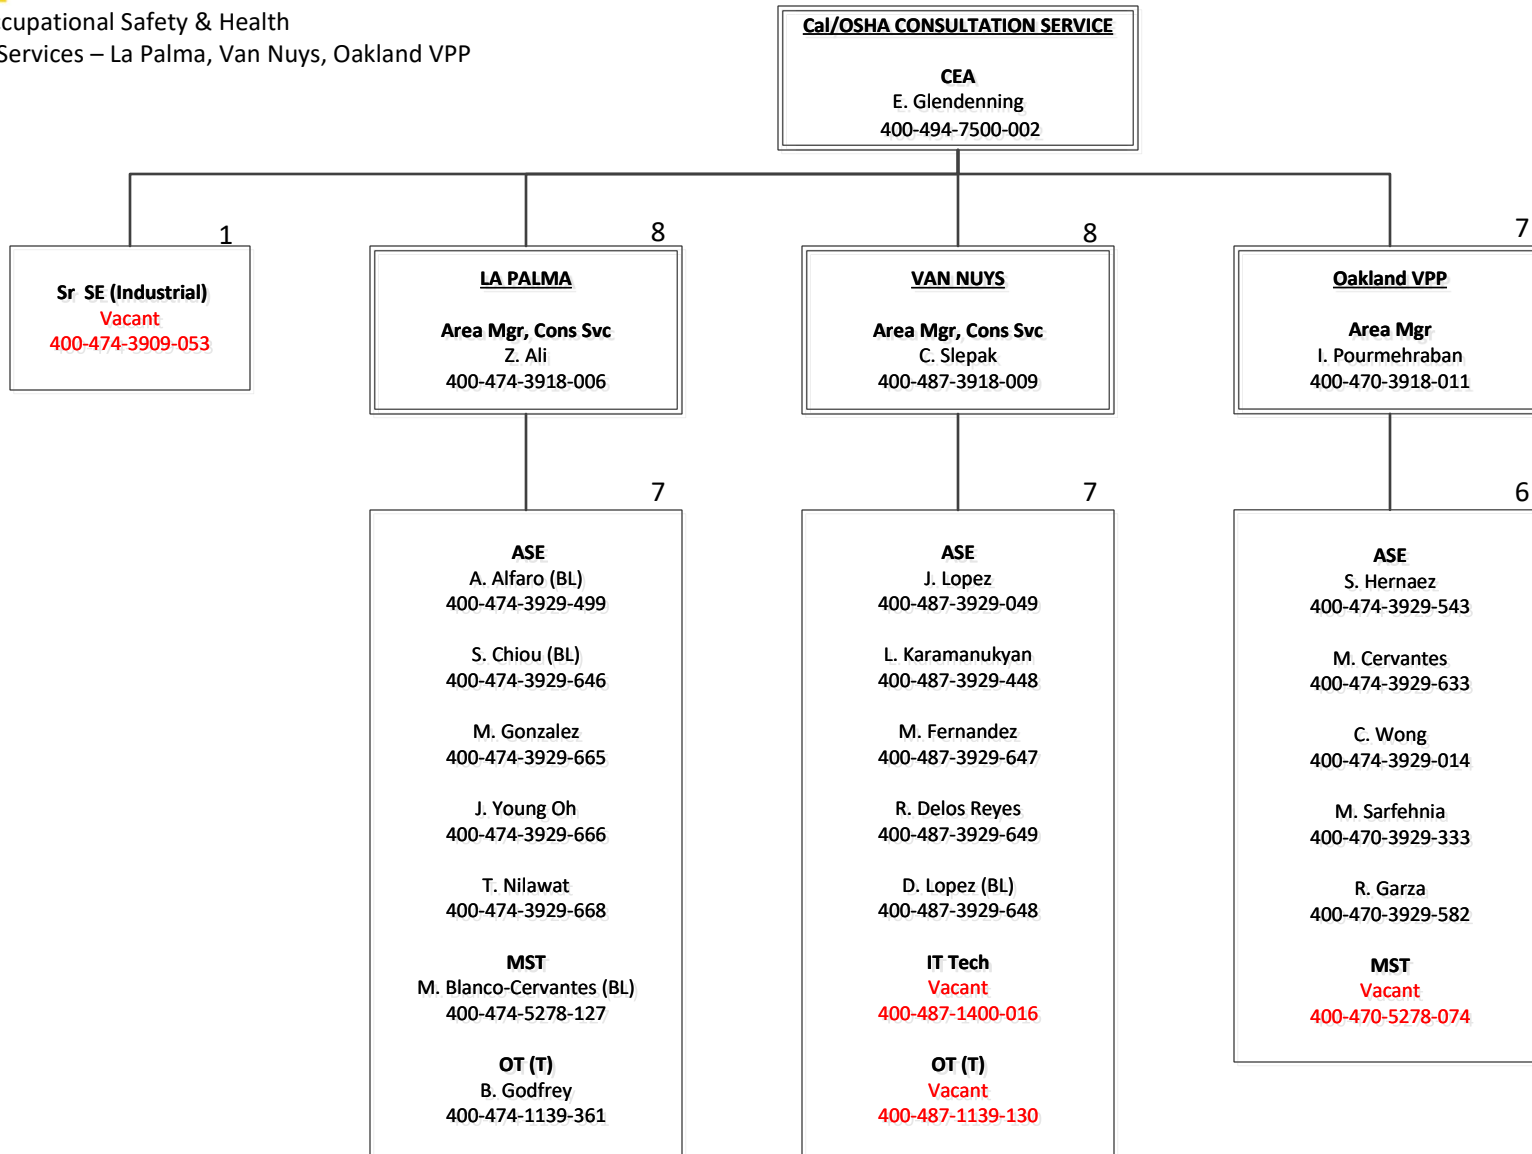 ccupational Safety & Health
Services – La Palma, Van Nuys, Oakland VPP
Cal/OSHA CONSULTATION SERVICE
CEA
E. Glendenning
400-494-7500-002
1
Sr SE (Industrial)
Vacant
400-474-3909-053
8
LA PALMA
Area Mgr, Cons Svc
Z. Ali
400-474-3918-006
7
ASE
A. Alfaro (BL)
400-474-3929-499
S. Chiou (BL)
400-474-3929-646
M. Gonzalez
400-474-3929-665
J. Young Oh
400-474-3929-666
T. Nilawat
400-474-3929-668
MST
M. Blanco-Cervantes (BL)
400-474-5278-127
OT (T)
B. Godfrey
400-474-1139-361
8
VAN NUYS
Area Mgr, Cons Svc
C. Slepak
400-487-3918-009
7
ASE
J. Lopez
400-487-3929-049
L. Karamanukyan
400-487-3929-448
M. Fernandez
400-487-3929-647
R. Delos Reyes
400-487-3929-649
D. Lopez (BL)
400-487-3929-648
IT Tech
Vacant
400-487-1400-016
OT (T)
Vacant
400-487-1139-130
7
Oakland VPP
Area Mgr
I. Pourmehraban
400-470-3918-011
6
ASE
S. Hernaez
400-474-3929-543
M. Cervantes
400-474-3929-633
C. Wong
400-474-3929-014
M. Sarfehnia
400-470-3929-333
R. Garza
400-470-3929-582
MST
Vacant
400-470-5278-074